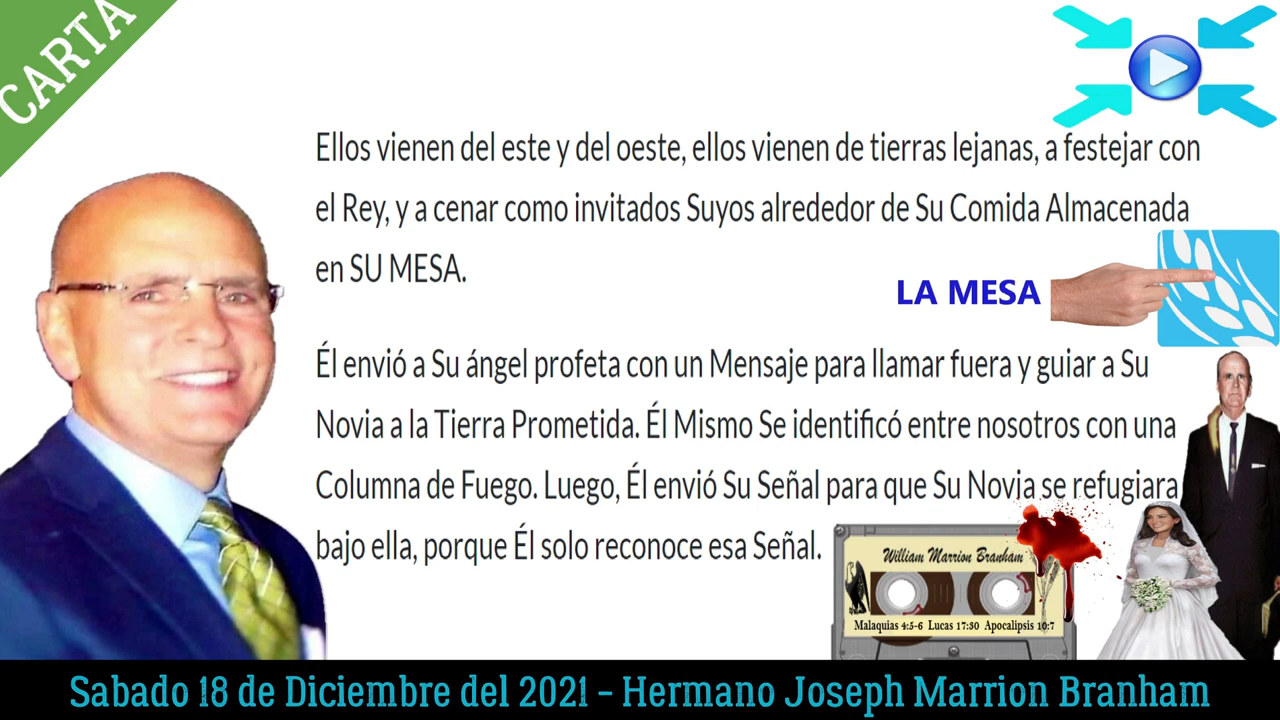 CARTA
Ellos vienen del este y del oeste, ellos vienen de tierras lejanas, a festejar con
el Rey, y a cenar como invitados Suyos alrededor de Su Comida Almacenada
en SU MESA.
LA MESA
Él envió a Su ángel profeta con un Mensaje para llamar fuera y guiar a Su
Novia a la Tierra Prometida. Él Mismo Se identificó entre nosotros con una
Columna de Fuego. Luego, Él envió Su Señal para que Su Novia se refugiara
bajo ella, porque Él solo reconoce esa Señal.
William Marrion Branham
Malaquias 4:5-6 Lucas 17:30 Apocalipsis 10:7
Sabado 18 de Diciembre del 2021 - Hermano Joseph Marrion Branham